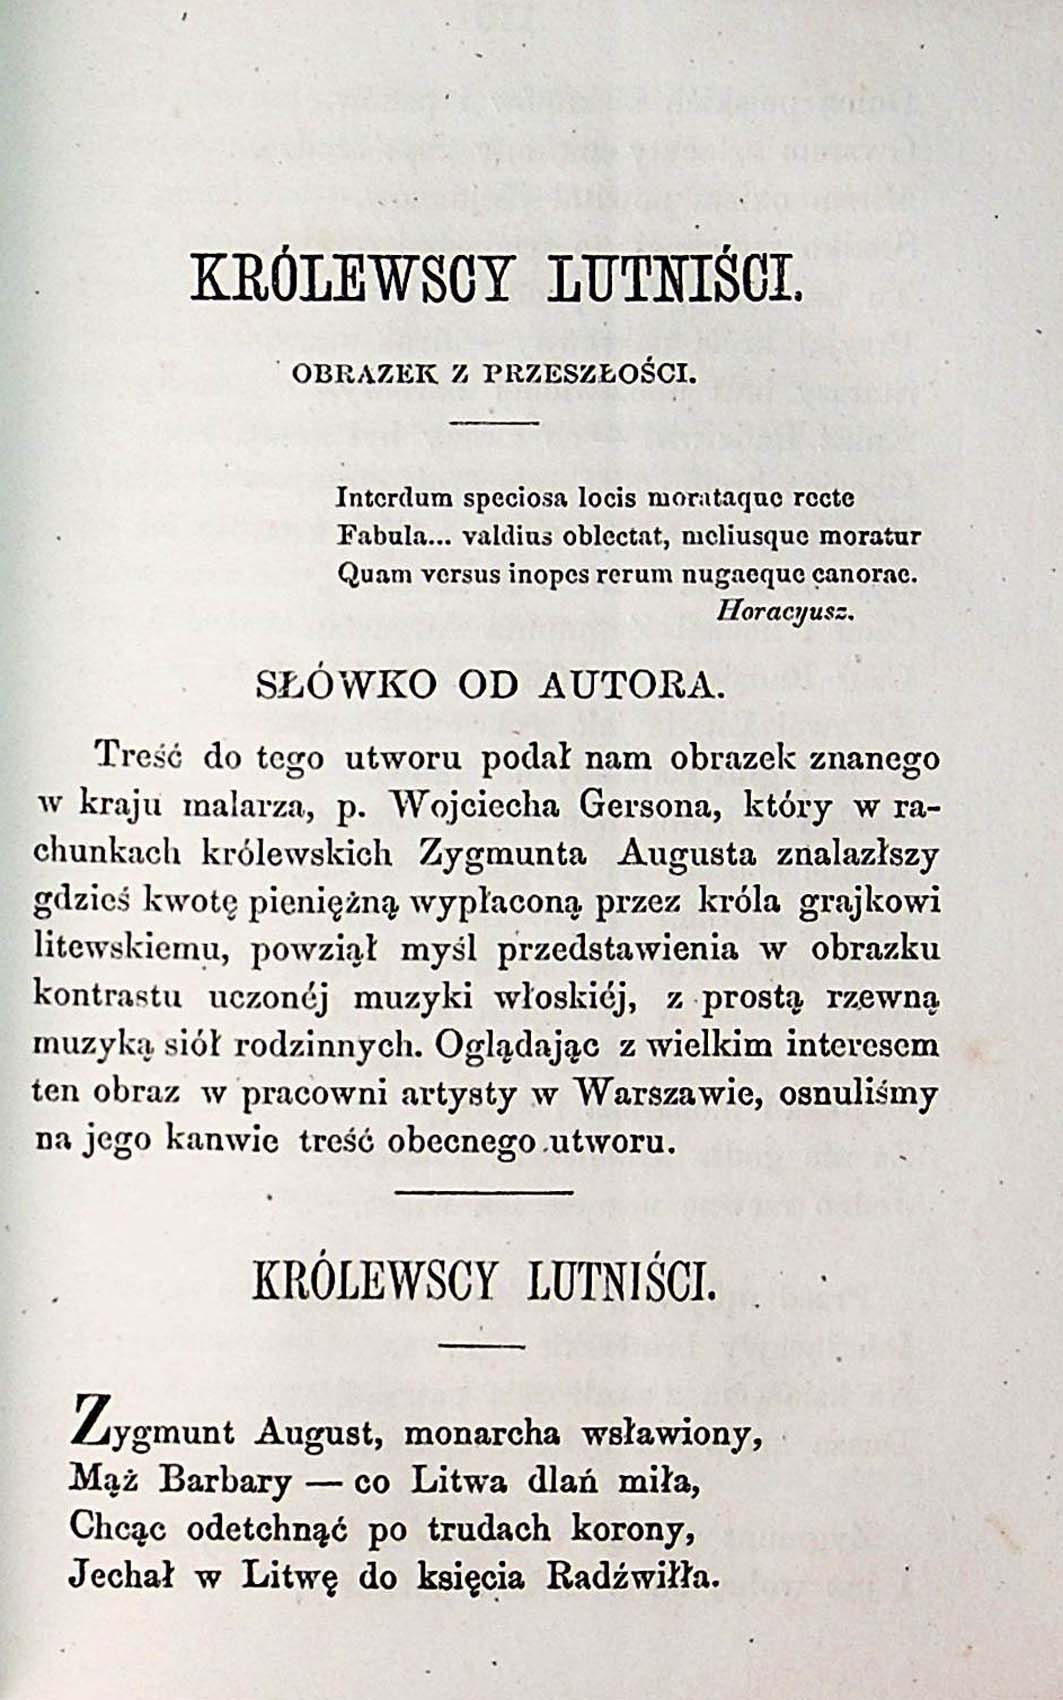 KRÓLEWSCY LUTNIŚCI.
OBRAZEK Z PRZESZŁOŚCI.
Interdum speciosa locis morataque recte
Fabula... valdius oblectat, meliusque moratur
Quam versus inopes rerum nugaeque canorae.
Horacyusz.
SŁÓWKO OD AUTORA.
Treść do tego utworu podał nam obrazek znanego
w kraju malarza, p. Wojciecha Gersona, który w ra-
chunkach królewskich Zygmunta Augusta znalazłszy
gdzieś kwotę pieniężną wypłaconą przez króla grajkowi
litewskiemu, powziął myśl przedstawienia w obrazku
kontrastu uczonéj muzyki włoskiéj, z prostą rzewną
muzyką siół rodzinnych. Oglądając z wielkim interesem
ten obraz w pracowni artysty w Warszawie, osnuliśmy
na jego kanwie treść obecnego utworu.
KRÓLEWSCY LUTNIŚCI.
Zygmunt August, monarcha wsławiony,
Mąż Barbary — co Litwa dlań miła,
Chcąc odetchnąć po trudach korony,
Jechał w Litwę do księcia Radźwiłła.